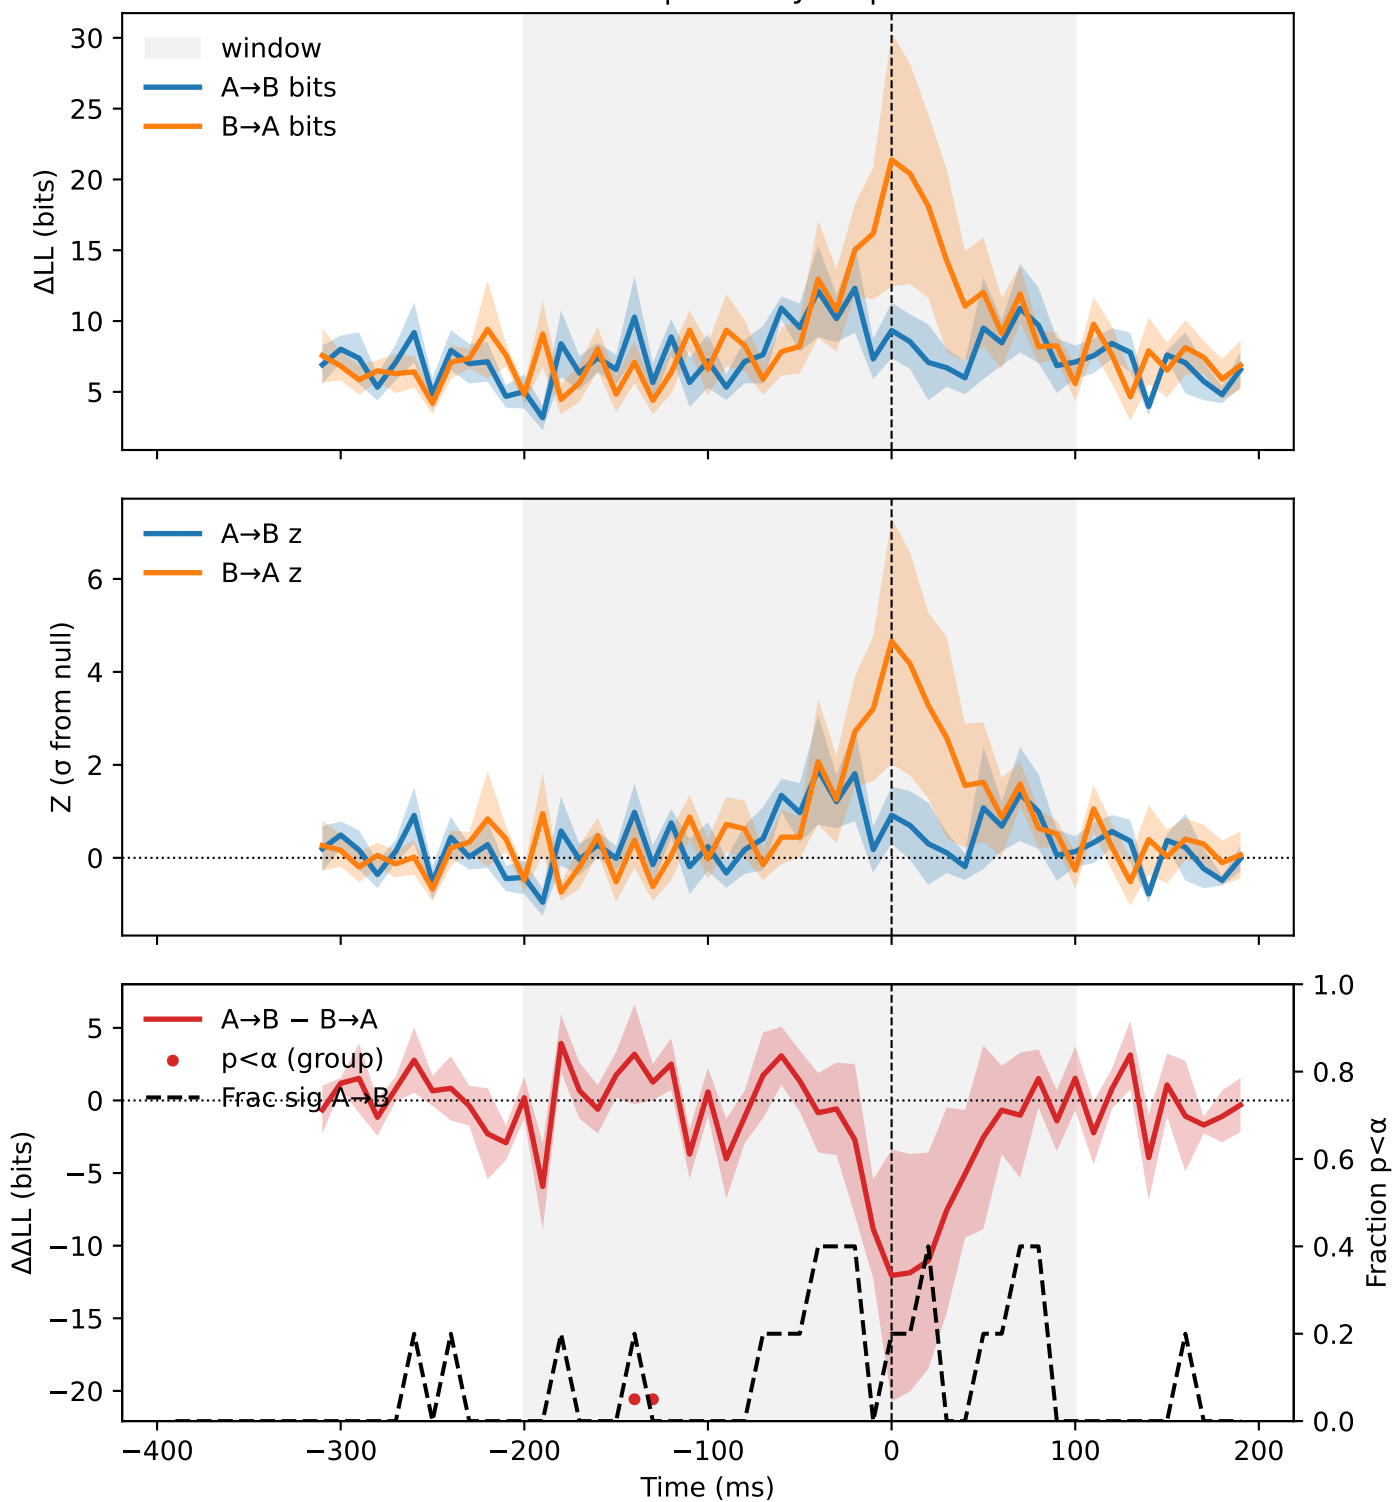 30
25
20
15
10
5
ΔLL (bits)
window
A→B bits
B→A bits
6
4
2
0
Z (σ from null)
A→B z
B→A z
5
0
−5
−10
−15
−20
ΔΔLL (bits)
A→B − B→A
p<α (group)
Frac sig A→B
1.0
0.8
0.6
0.4
0.2
0.0
Fraction p<α
−400
−300
−200
−100
0
100
200
Time (ms)